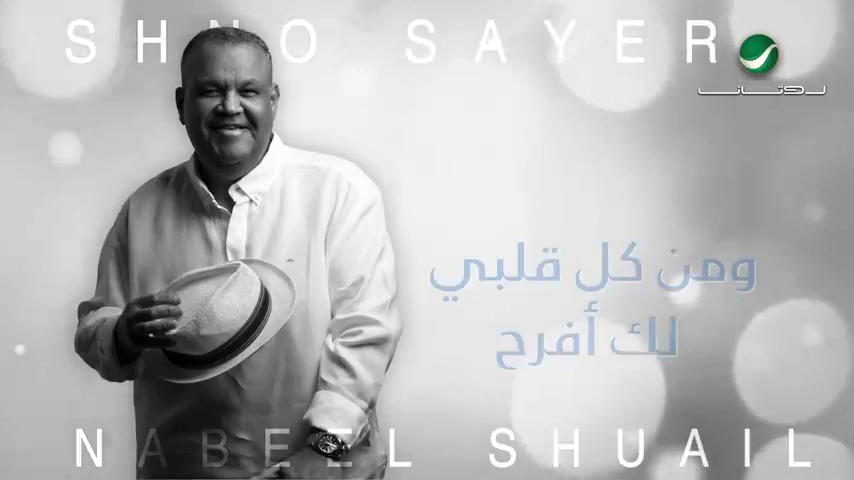 SHNO SAYER
روتانا
ومن كل قلبي
لك أفرح
NABEEL SHUAIL